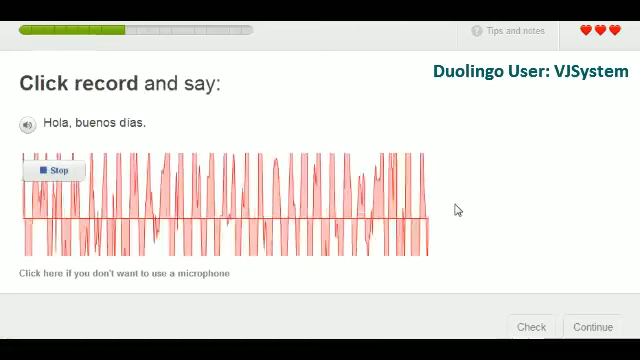 Tips and notes
Duolingo User: VJSystem
Click record and say:
Hola, buenos días.
Stop
Click here if you don't want to use a microphone
Check
Continue